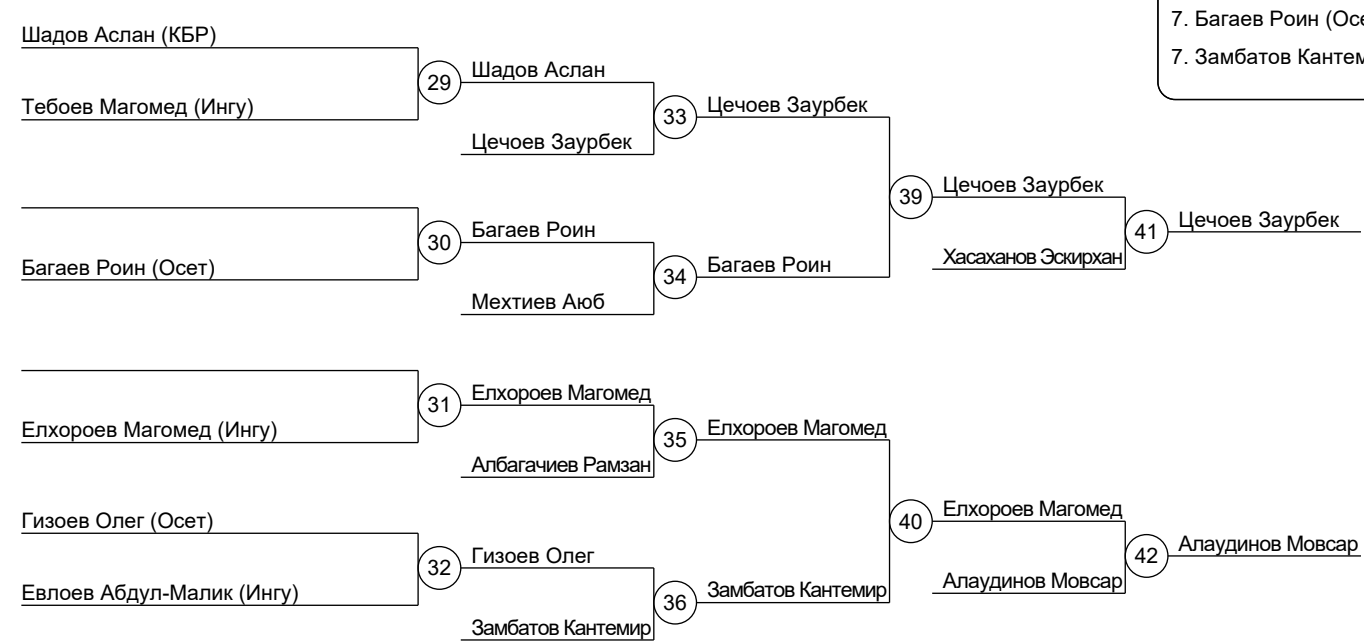 7. Багаев Роин
7. Замбатов
Шадов Аслан (КБР)
29
Шадов Аслан
Тебоев Магомед (Ингу)
33
Цечоев Заурбек
Цечоев Заурбек
39
Цечоев Заурбек
30
Багаев Роин
41
Цечоев Заурбек
Багаев Роин (Осет)
34
Багаев Роин
Хасаханов Эскирхан
Мехтиев Аюб
31
Елхороев Магомед
Елхороев Магомед (Ингу)
35
Елхороев Магомед
Албагачиев Рамзан
40
Елхороев Магомед
Гизоев Олег (Осет)
32
Гизоев Олег
42
Алаудинов Мовсар
Евлоев Абдул-Малик (Ингу)
36
Замбатов Кантемир
Алаудинов Мовсар
Замбатов Кантемир